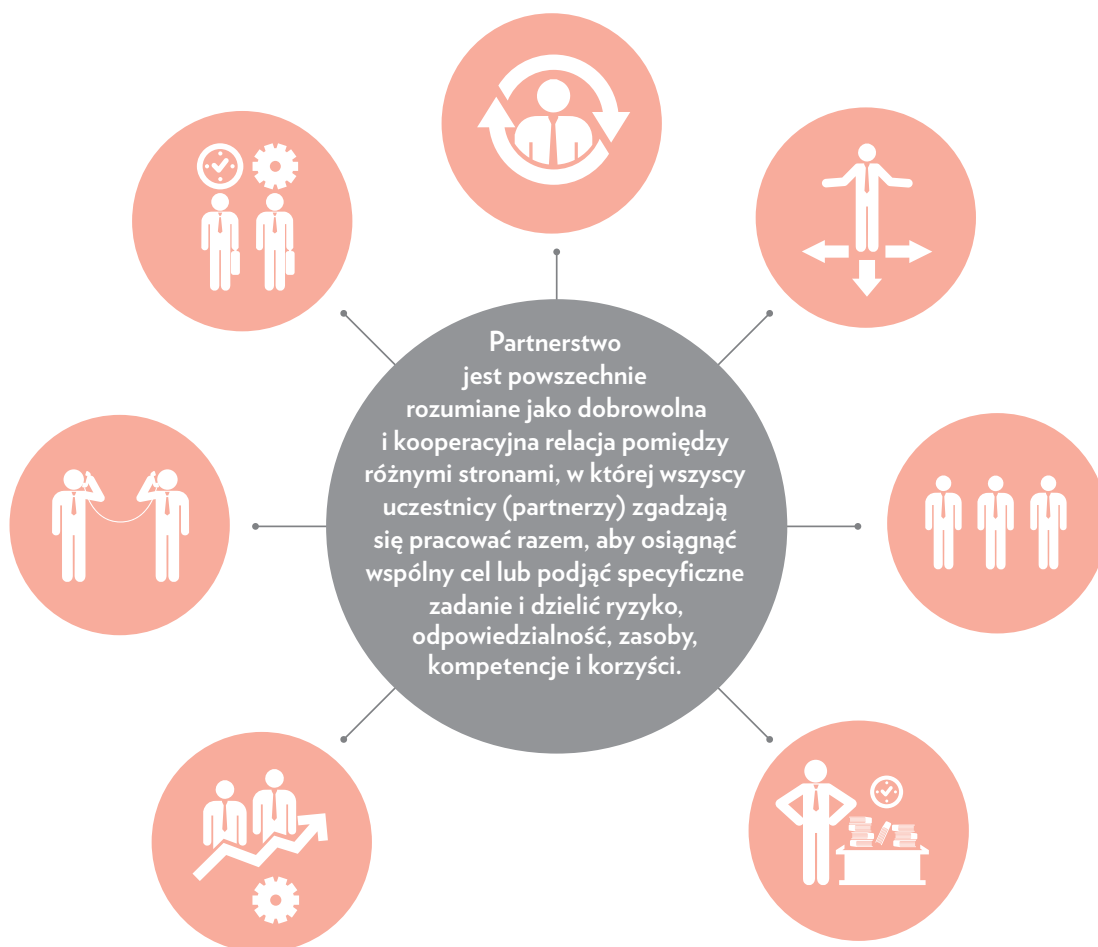 Partnerstwo
jest powszechnie
rozumiane jako dobrowolna
i kooperacyjna relacja pomiędzy
różnymi stronami, w której wszyscy
uczestnicy (partnerzy) zgadzają
się pracować razem, aby osiągnąć
wspólny cel lub podjąć specyficzne
zadanie i dzielić ryzyko,
odpowiedzialność, zasoby,
kompetencje i korzyści.